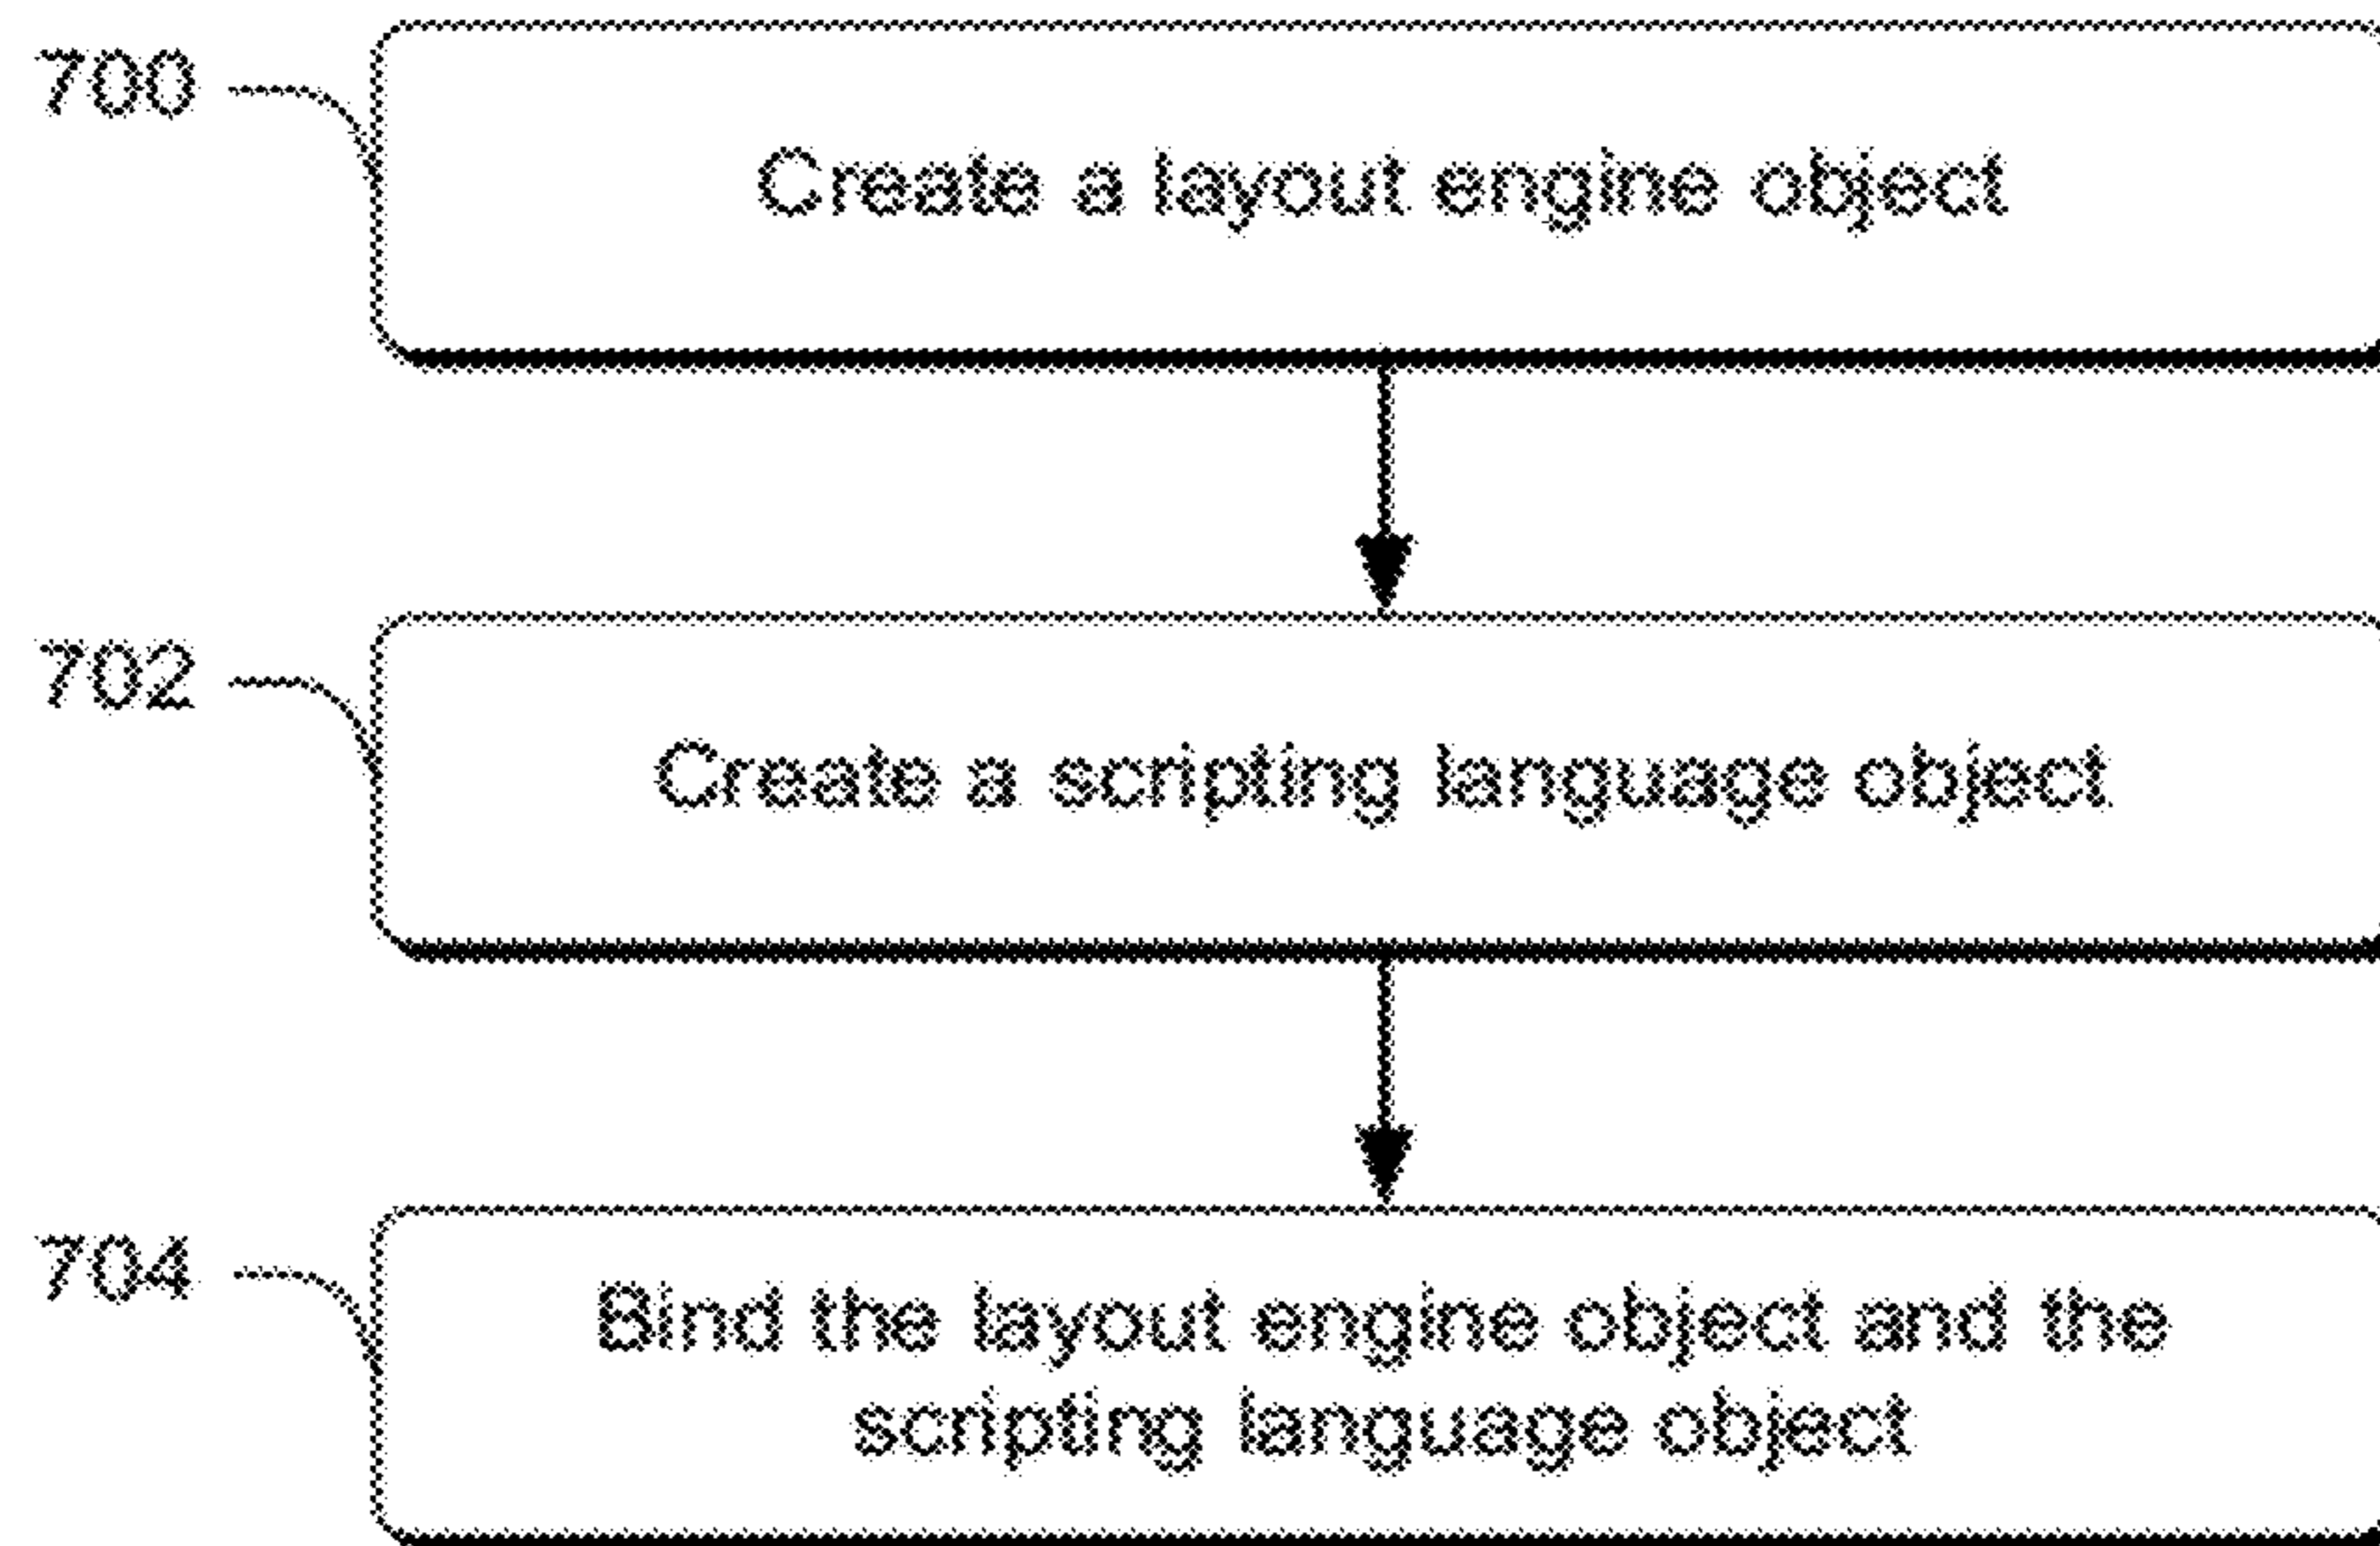 700
Create a layout engine object
702
Create a scripting language object
704
Bind the layout engine object and the
scripting language object